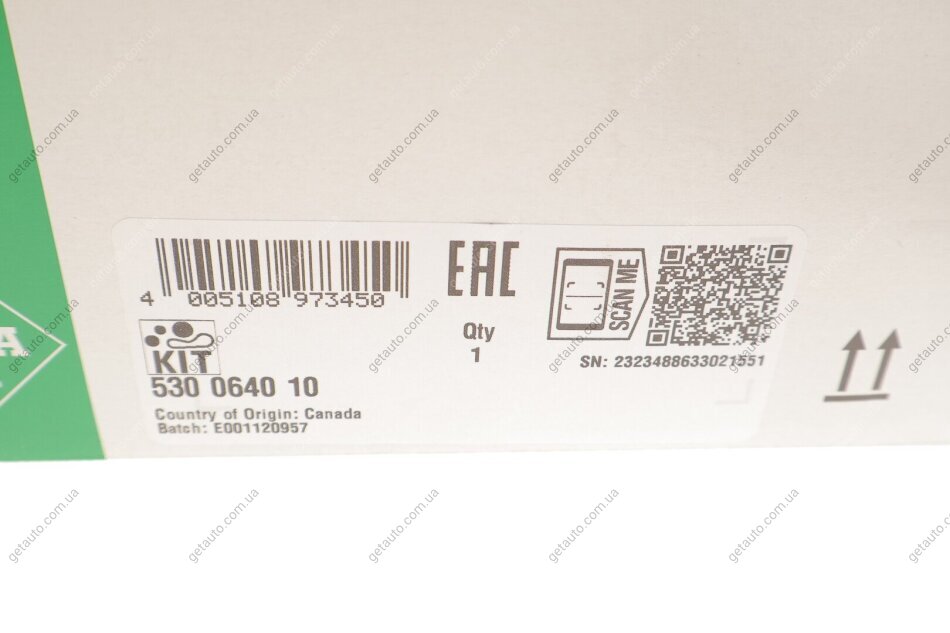 4 005108 973450
EAC
SCAN ME
Qty
1
KIT
530 0640 10
SN: 2323488633021551
Country of Origin: Canada
Batch: E001120957
A
getauto.com.ua